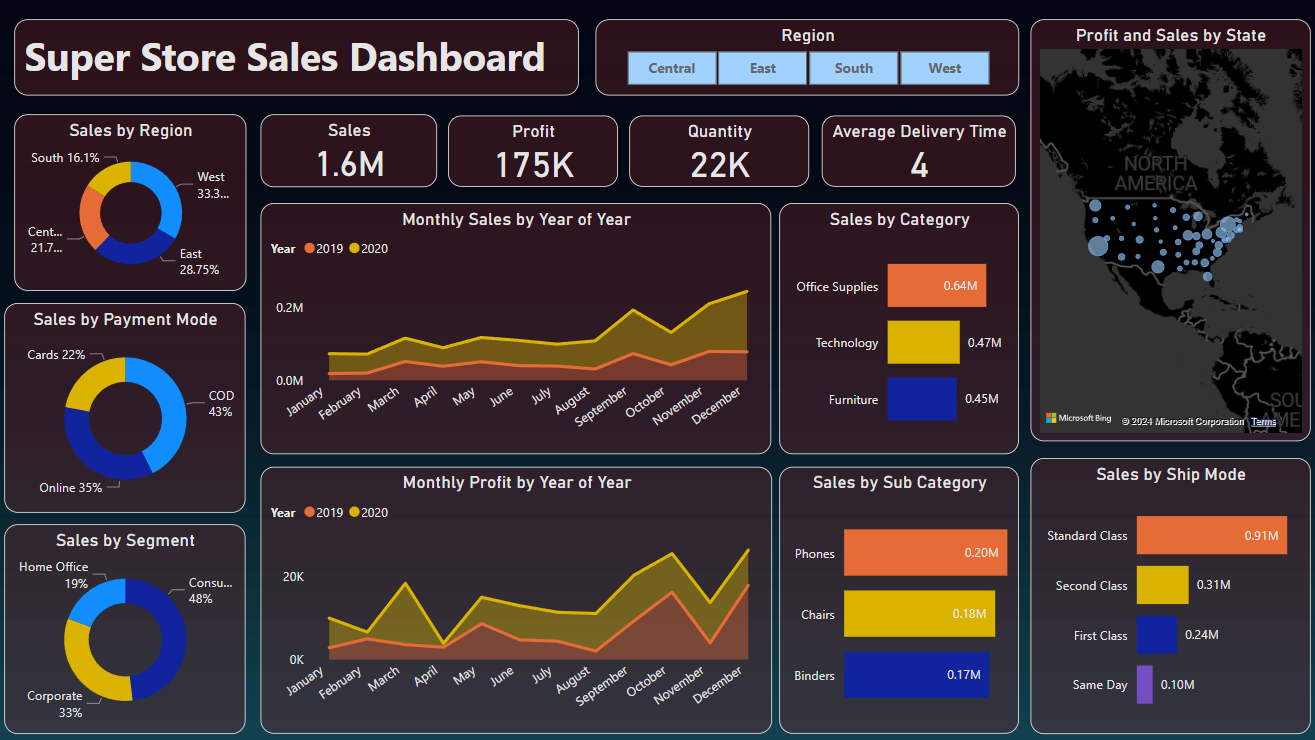 Super Store Sales Dashboard
Region
Central East South West
Profit and Sales by State
NORTH
AMERICA
Microsoft Bing
© 2024 Microsoft Corporation Terms
SOU
AME
Sales by Region
South 16.1%
West
33.3...
Cent...
21.7...
East
28.75%
Sales
1.6M
Profit
175K
Quantity
22K
Average Delivery Time
4
Monthly Sales by Year of Year
Year 2019 2020
0.2M
0.0M
January February March April May June July August September October November December
Sales by Category
Office Supplies 0.64M
Technology 0.47M
Furniture 0.45M
Sales by Payment Mode
Cards 22%
COD
43%
Online 35%
Monthly Profit by Year of Year
Year 2019 2020
20K
0K
January February March April May June July August September October November December
Sales by Sub Category
Phones 0.20M
Chairs 0.18M
Binders 0.17M
Sales by Ship Mode
Standard Class 0.91M
Second Class 0.31M
First Class 0.24M
Same Day 0.10M
Sales by Segment
Home Office
19%
Consu...
48%
Corporate
33%